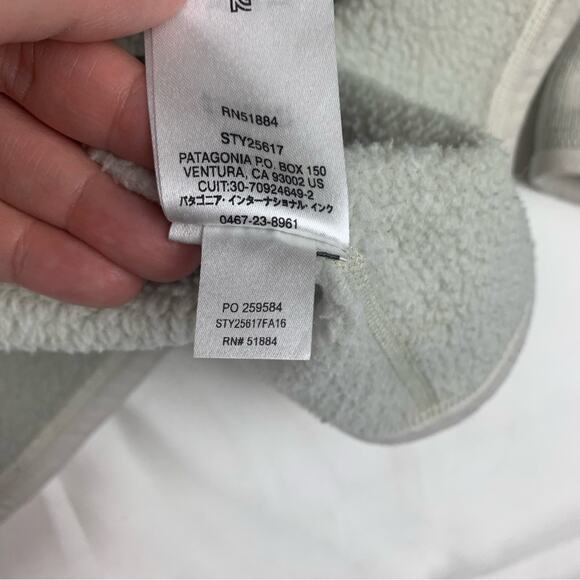 RN51884
STY25617
PATAGONIA P.O. BOX 150
VENTURA, CA 93002 US
CUIT:30-70924649-2
パタゴニア・インターナショナル・インク
0467-23-8961
PO 259584
STY25617FA16
RN# 51884